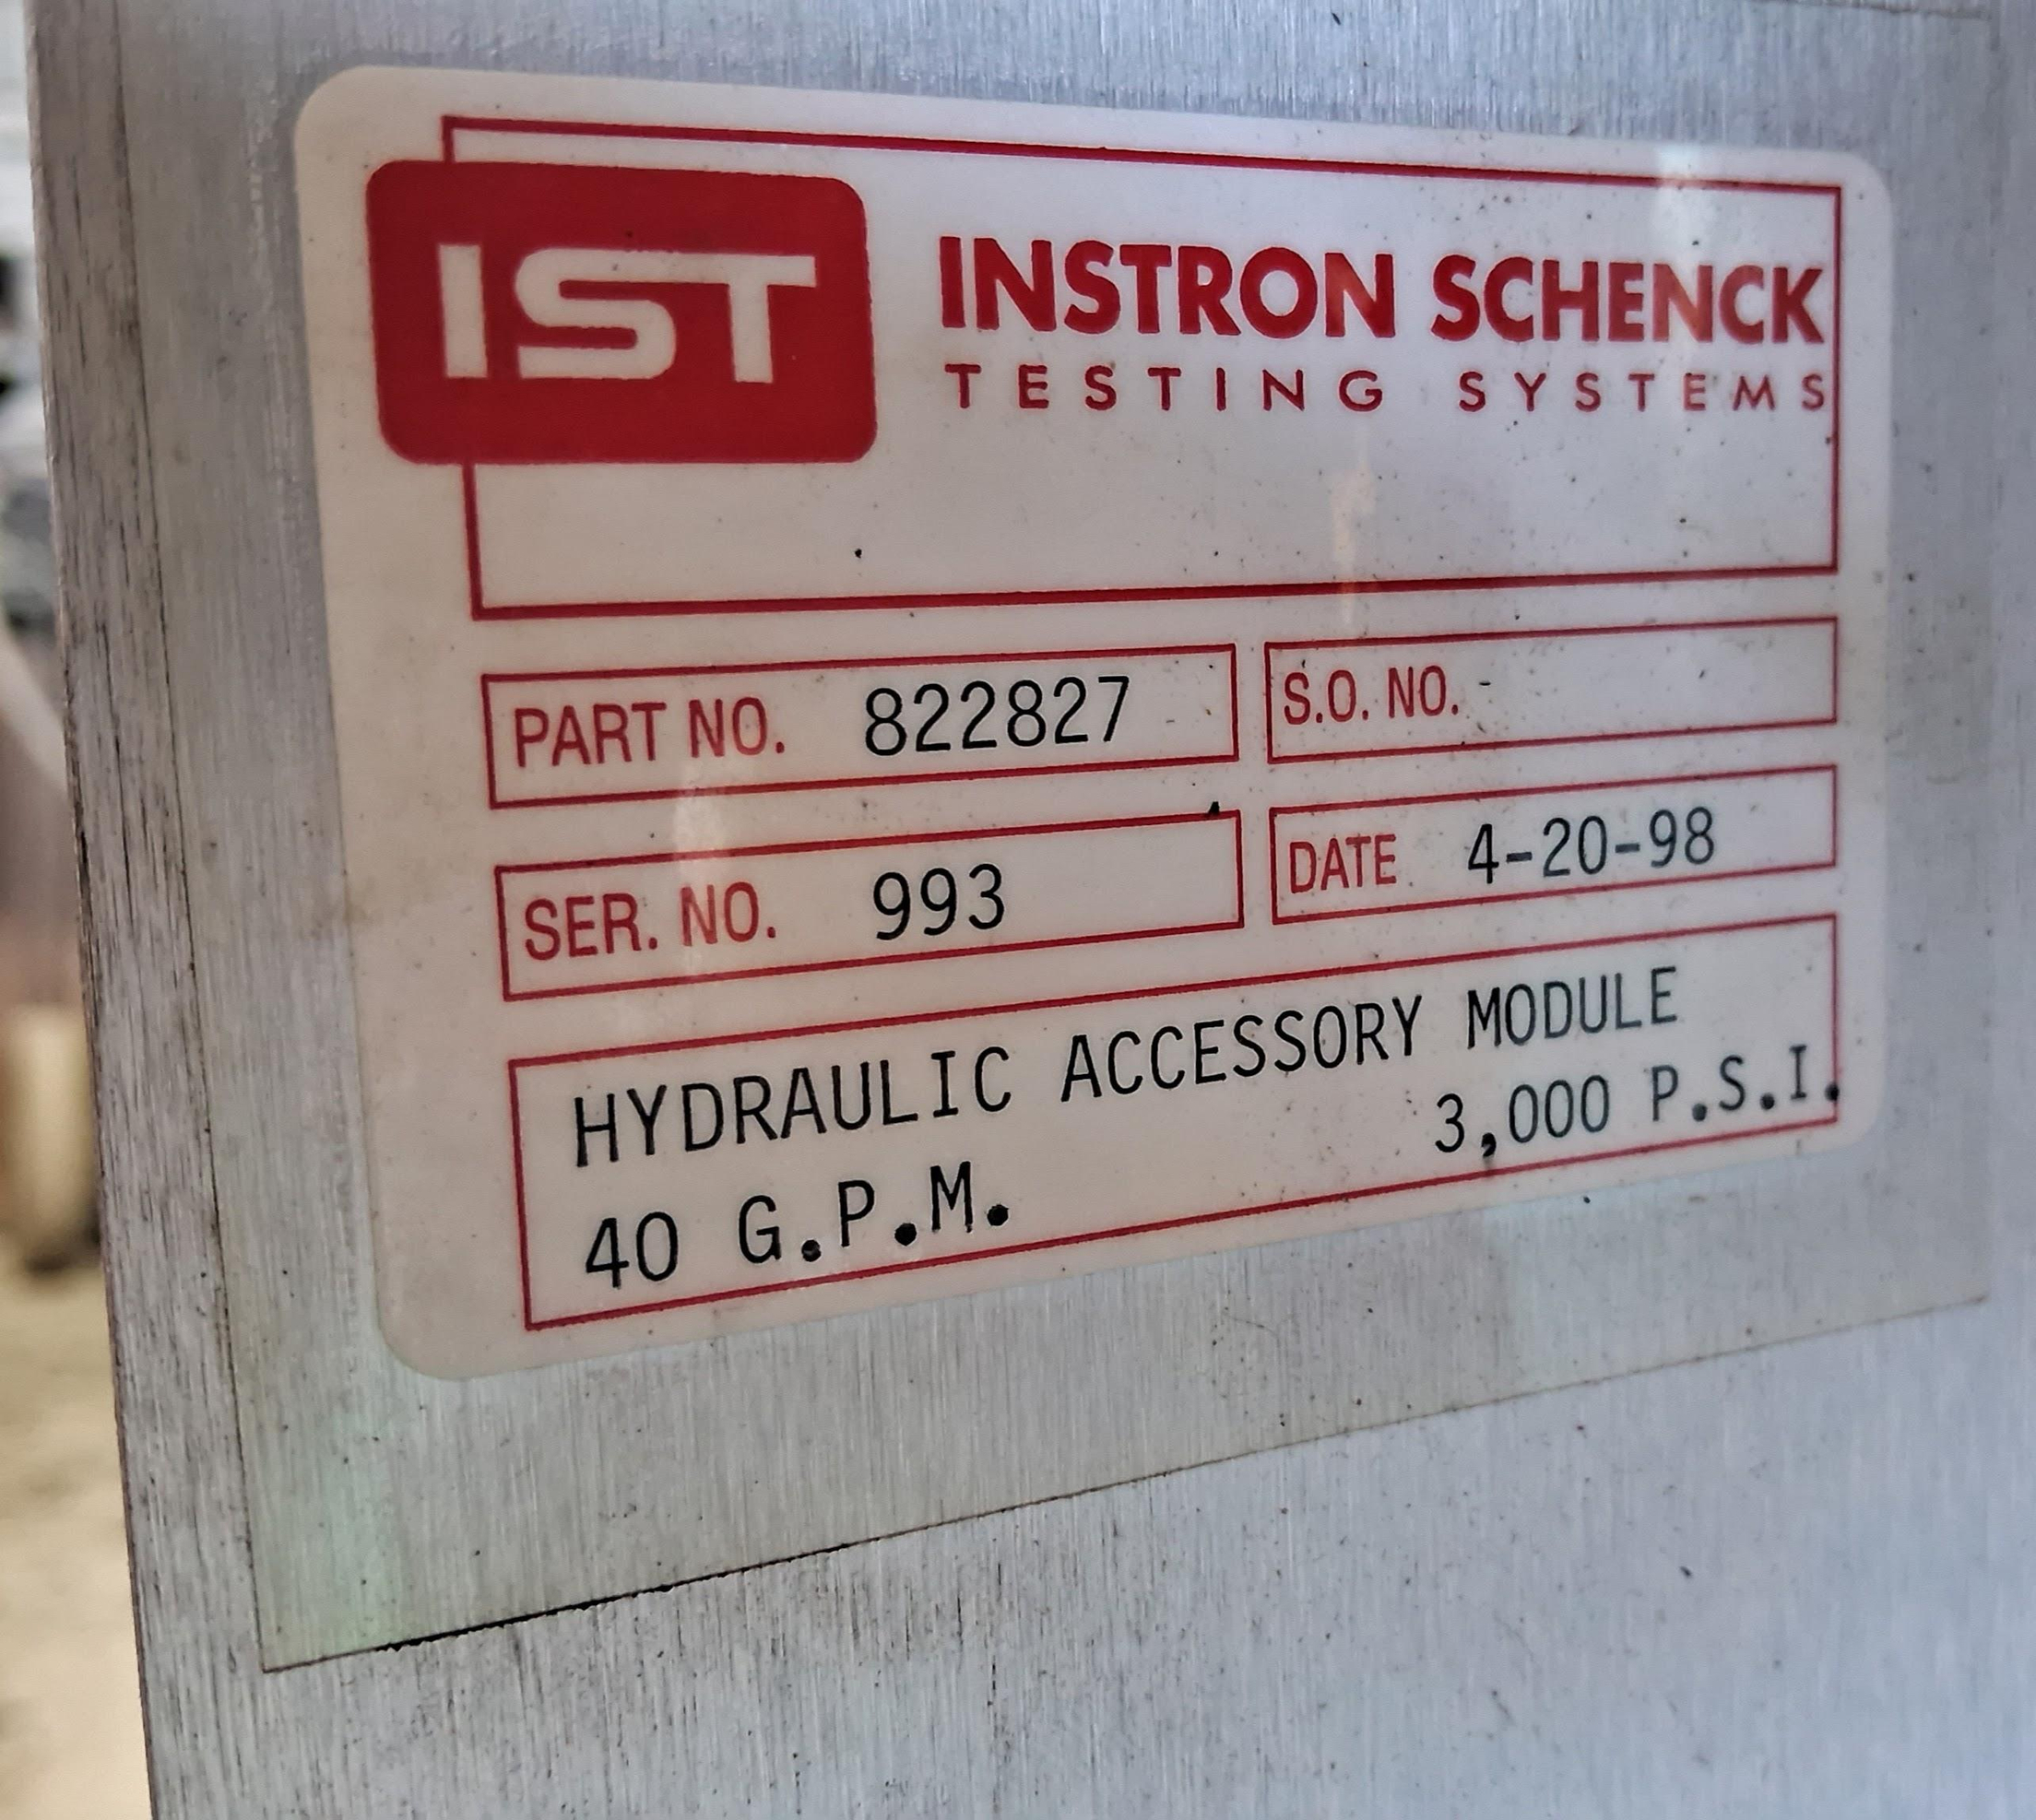 IST
INSTRON SCHENCK
TESTING SYSTEMS
PART NO. 822827
S.O. NO.
SER. NO. 993
DATE 4-20-98
HYDRAULIC ACCESSORY MODULE
40 G.P.M. 3,000 P.S.I.